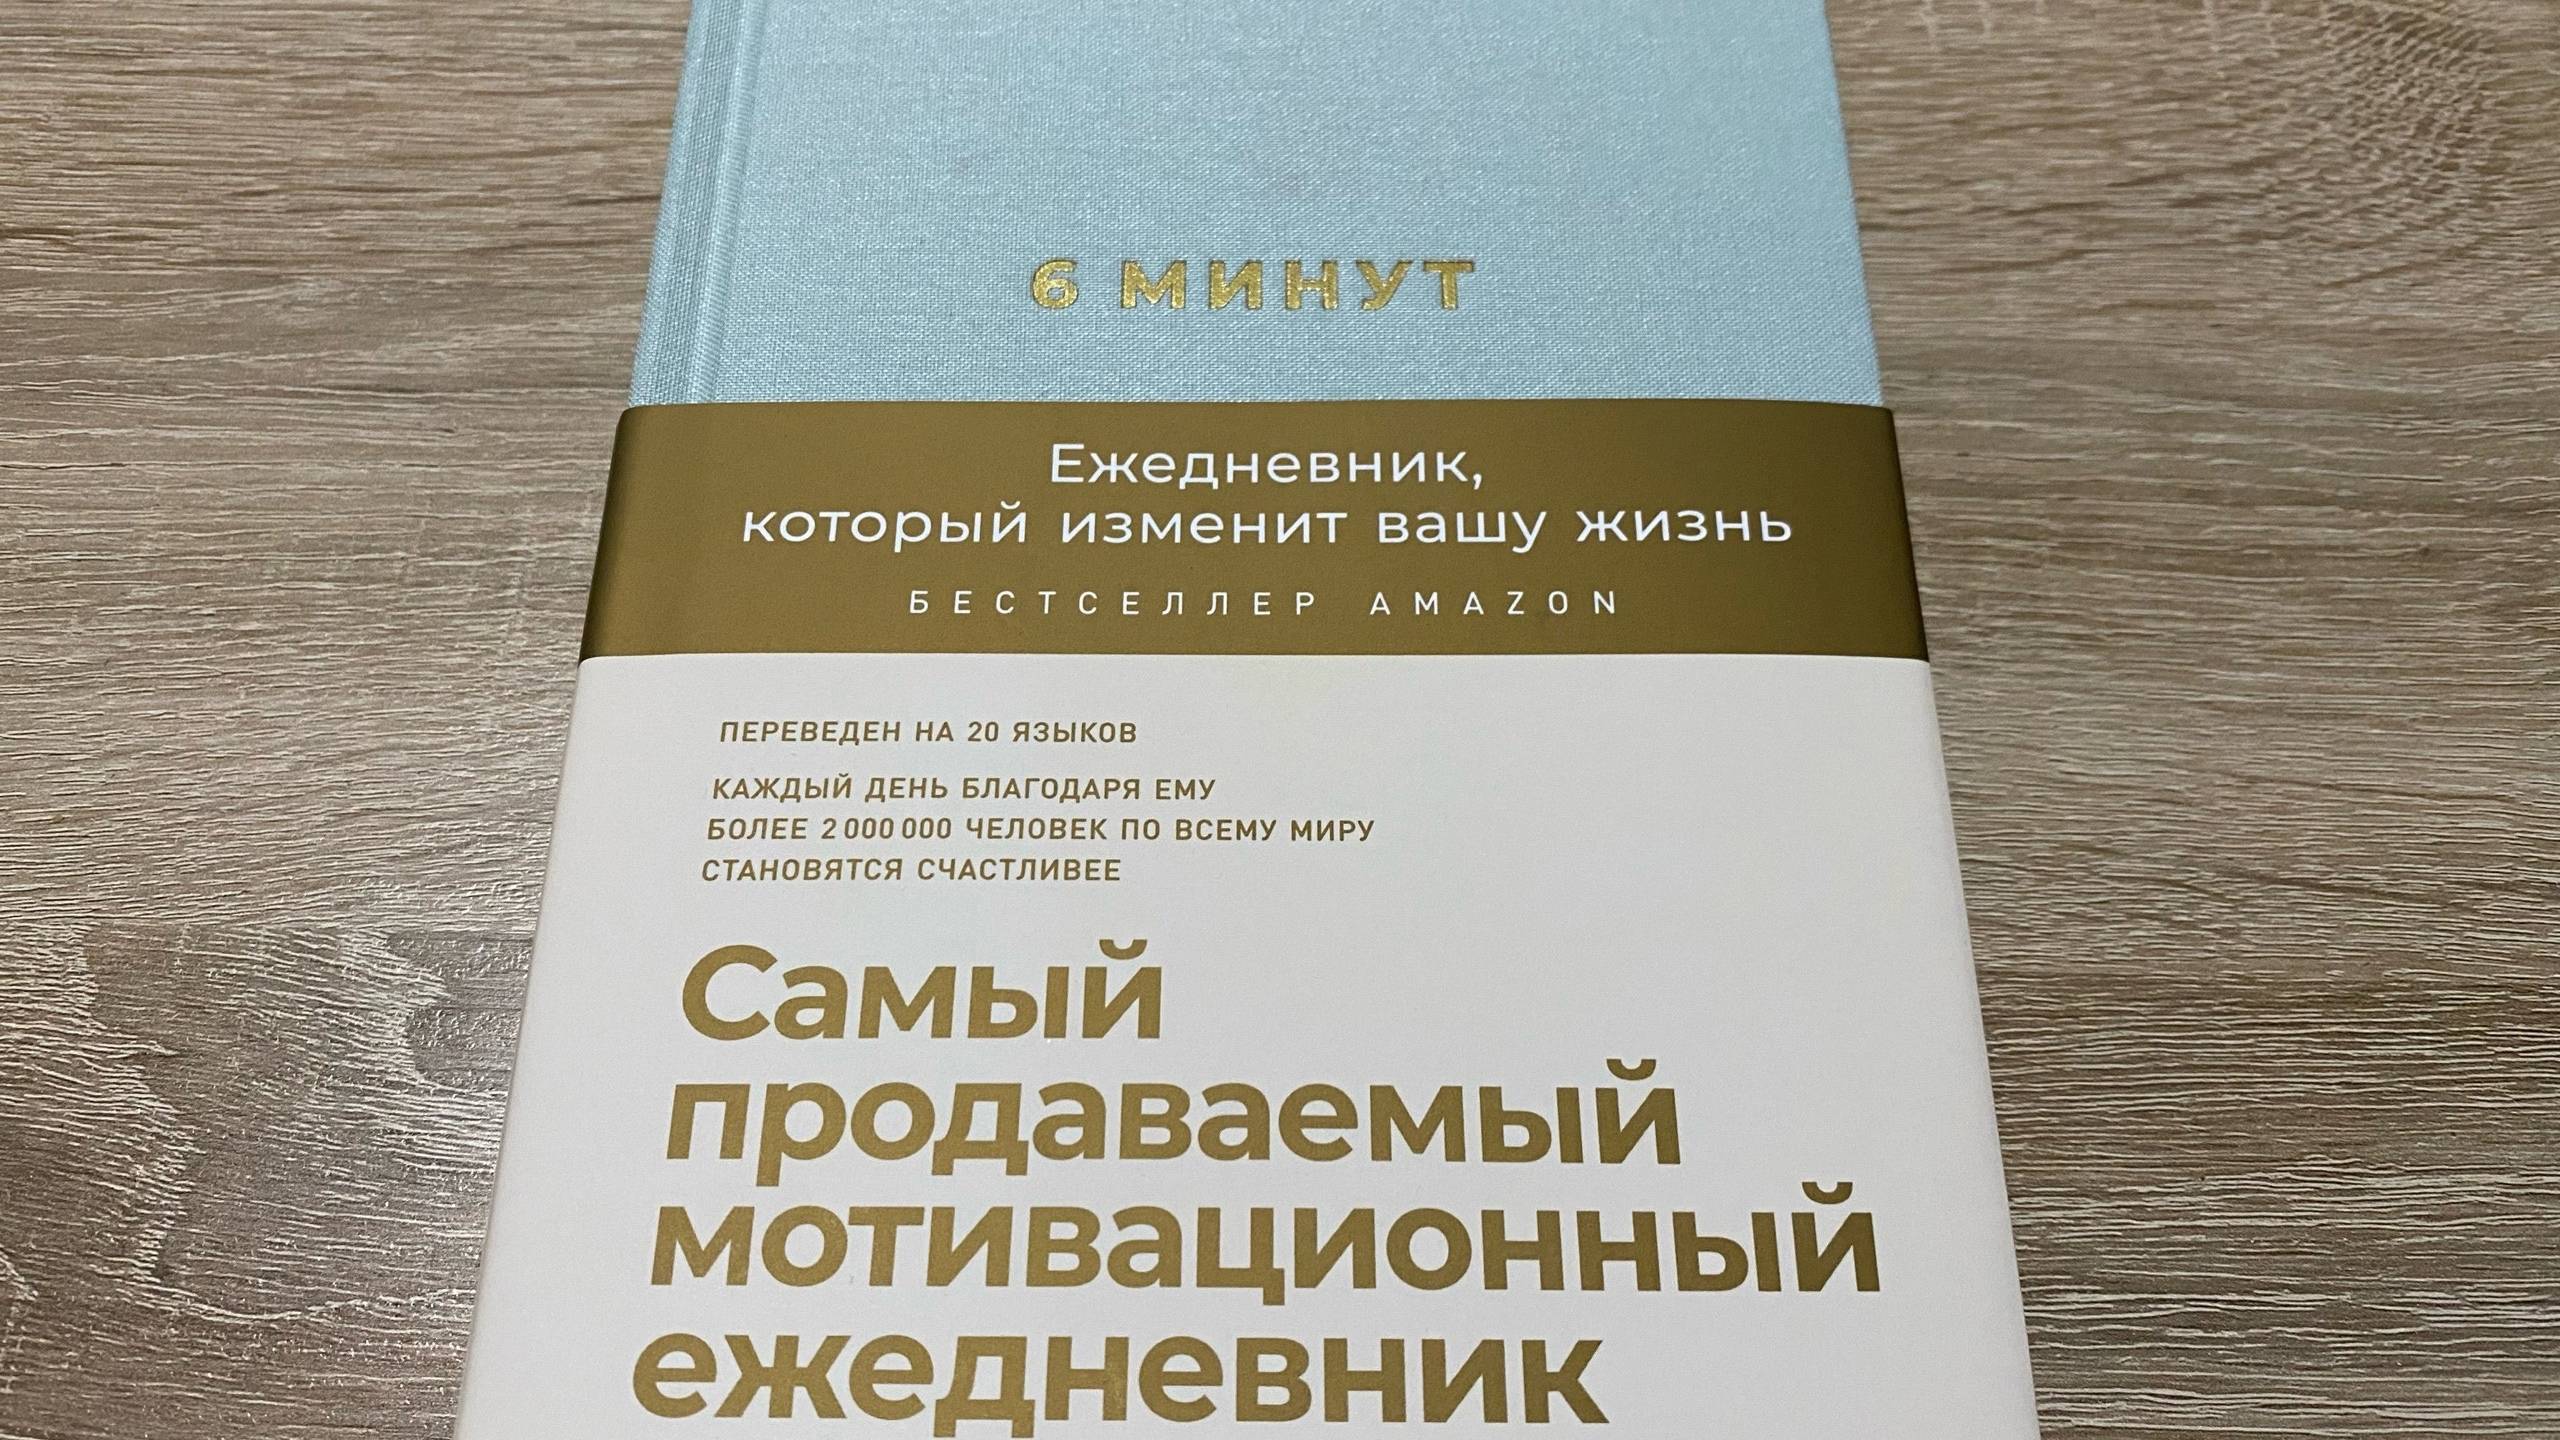 6 МИНУТ
Ежедневник,
который изменит вашу жизнь
БЕСТСЕЛЛЕР AMAZON
ПЕРЕВЕДЕН НА 20 ЯЗЫКОВ
КАЖДЫЙ ДЕНЬ БЛАГОДАРЯ ЕМУ
БОЛЕЕ 2 000 000 ЧЕЛОВЕК ПО ВСЕМУ МИРУ
СТАНОВЯТСЯ СЧАСТЛИВЕЕ
Самый
продаваемый
мотивационный
ежедневник